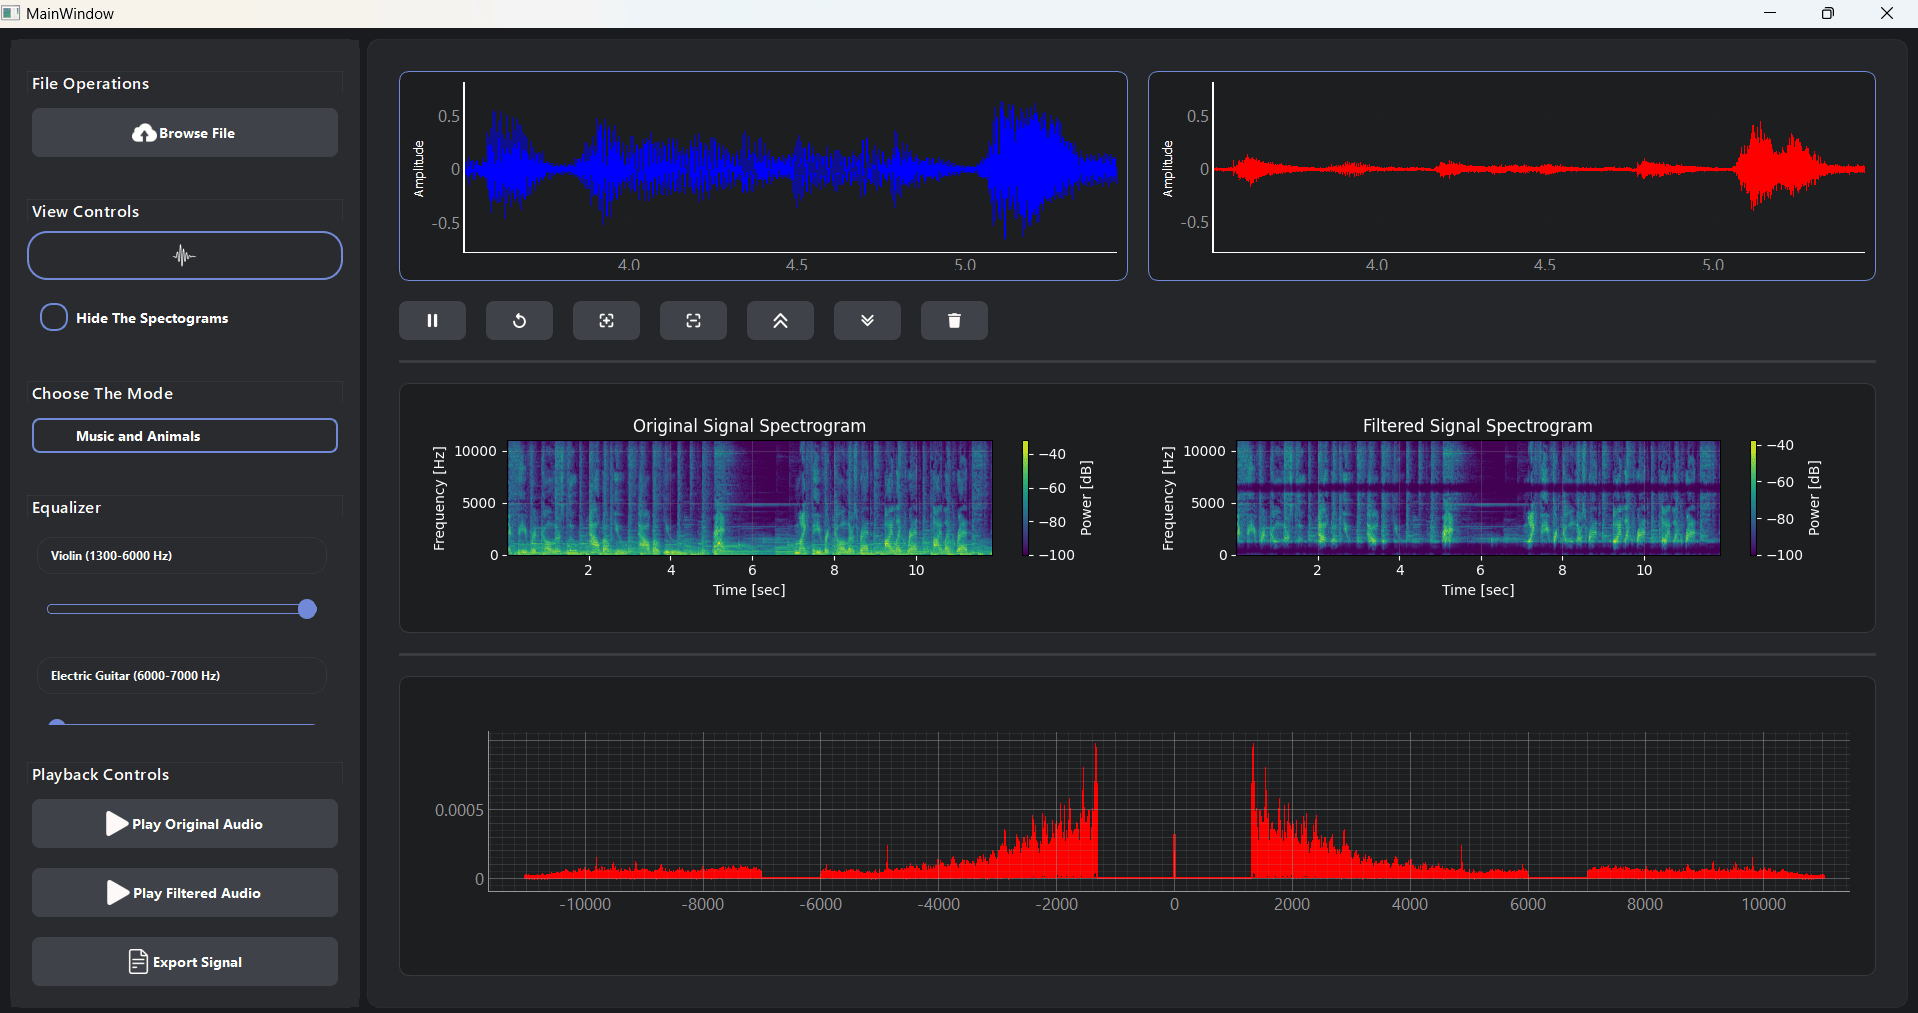 MainWindow
File Operations
Browse File
View Controls
Hide The Spectograms
Choose The Mode
Music and Animals
Equalizer
Violin (1300-6000 Hz)
Electric Guitar (6000-7000 Hz)
Playback Controls
Play Original Audio
Play Filtered Audio
Export Signal
Amplitude
0.5
0
-0.5
4.0 4.5 5.0
Amplitude
0.5
0
-0.5
4.0 4.5 5.0
Original Signal Spectrogram
Frequency [Hz]
10000
5000
0
2 4 6 8 10
Time [sec]
−40
−60
−80
−100
Power [dB]
Filtered Signal Spectrogram
Frequency [Hz]
10000
5000
0
2 4 6 8 10
Time [sec]
−40
−60
−80
−100
Power [dB]
0.0005
0
-10000 -8000 -6000 -4000 -2000 0 2000 4000 6000 8000 10000